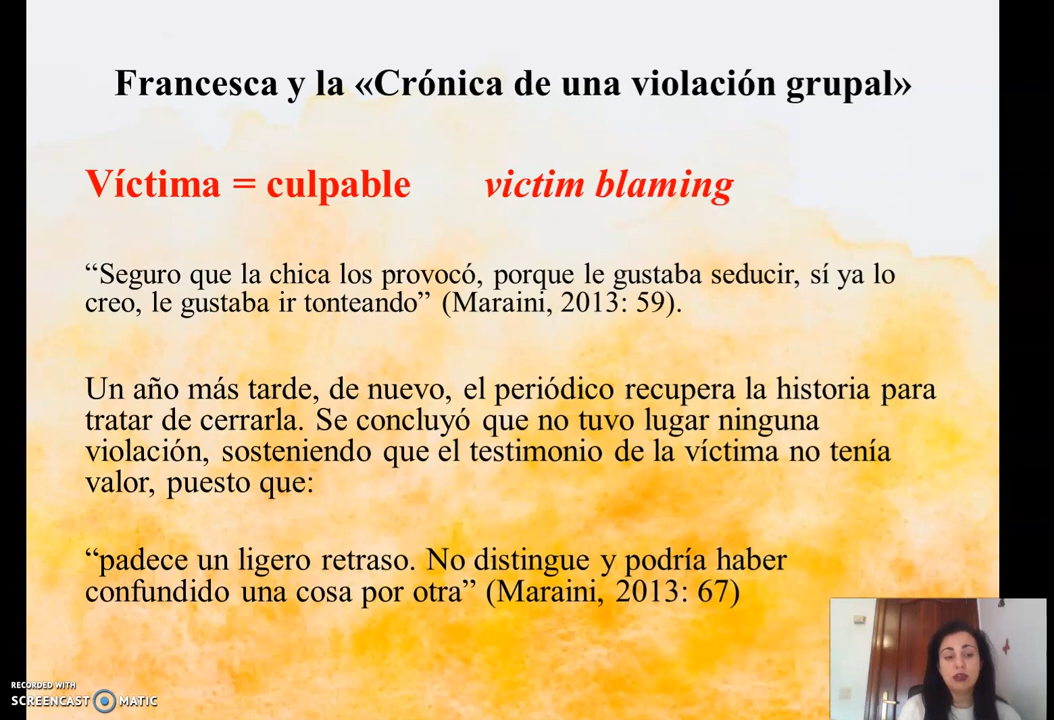 Francesca y la «Crónica de una violación grupal»
Víctima = culpable victim blaming
“Seguro que la chica los provocó, porque le gustaba seducir, sí ya lo
creo, le gustaba ir tonteando” (Maraini, 2013: 59).
Un año más tarde, de nuevo, el periódico recupera la historia para
tratar de cerrarla. Se concluyó que no tuvo lugar ninguna
violación, sosteniendo que el testimonio de la víctima no tenía
valor, puesto que:
“padece un ligero retraso. No distingue y podría haber
confundido una cosa por otra” (Maraini, 2013: 67)
RECORDED WITH
SCREENCAST MATIC